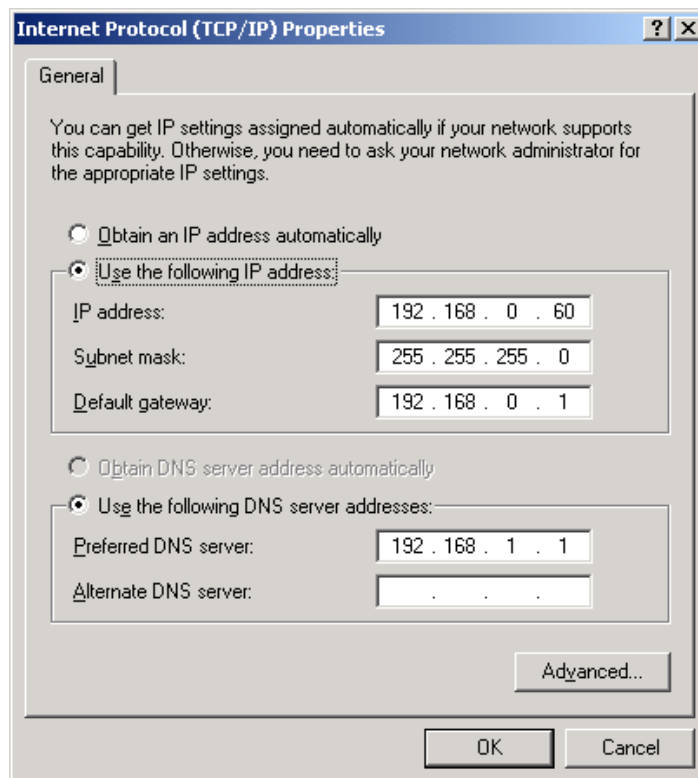 Internet Protocol (TCP/IP) Properties
General
You can get IP settings assigned automatically if your network supports
this capability. Otherwise, you need to ask your network administrator for
the appropriate IP settings.
Obtain an IP address automatically
Use the following IP address:
IP address: 192 . 168 . 0 . 60
Subnet mask: 255 . 255 . 255 . 0
Default gateway: 192 . 168 . 0 . 1
Obtain DNS server address automatically
Use the following DNS server addresses:
Preferred DNS server: 192 . 168 . 1 . 1
Alternate DNS server: . . .
Advanced...
OK Cancel